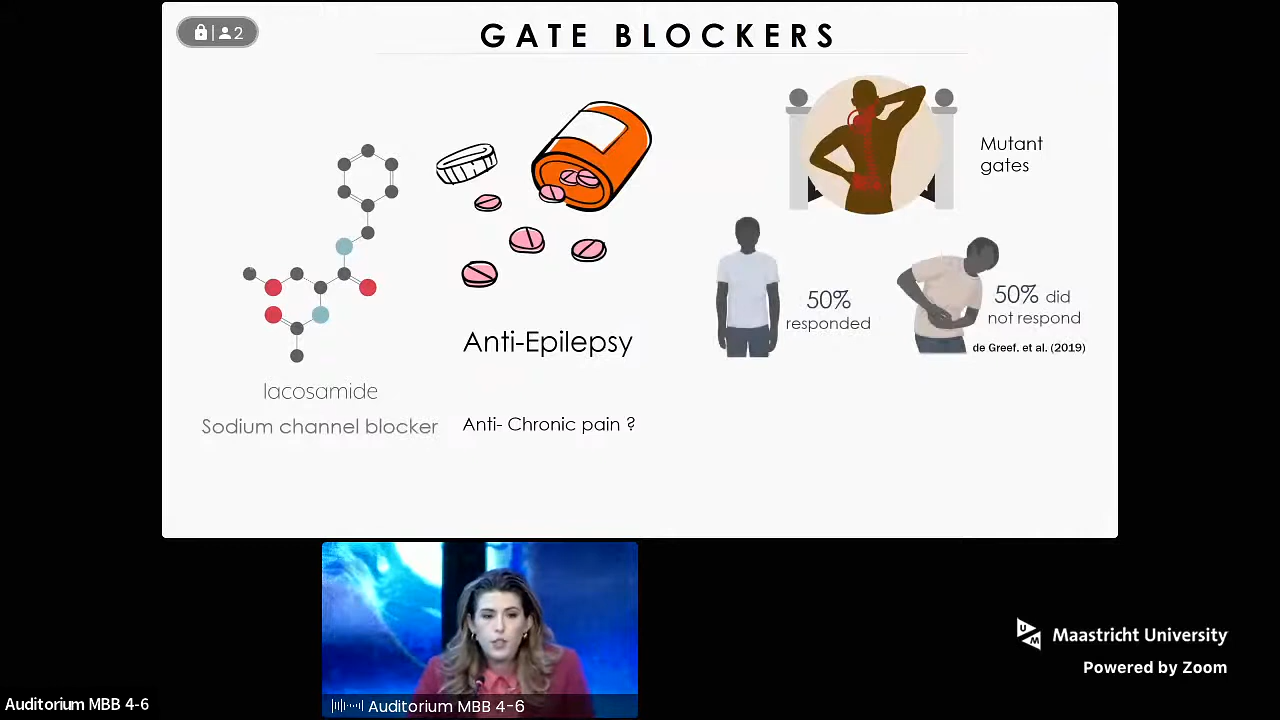 2
GATE BLOCKERS
Mutant
gates
50%
responded
50% did
not respond
de Greef. et al. (2019)
Anti-Epilepsy
lacosamide
Sodium channel blocker
Anti- Chronic pain ?
UM
Maastricht University
Powered by Zoom
Auditorium MBB 4-6
Auditorium MBB 4-6